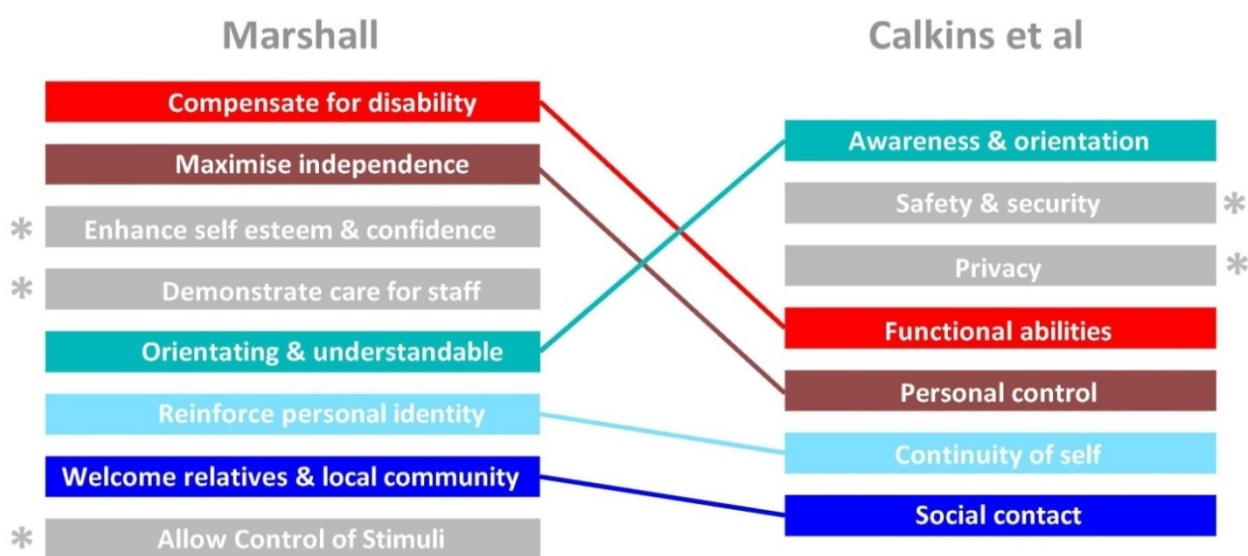 Marshall
Compensate for disability
Maximise independence
* Enhance self esteem & confidence
* Demonstrate care for staff
Orientating & understandable
Reinforce personal identity
Welcome relatives & local community
* Allow Control of Stimuli
Calkins et al
Awareness & orientation
Safety & security *
Privacy *
Functional abilities
Personal control
Continuity of self
Social contact